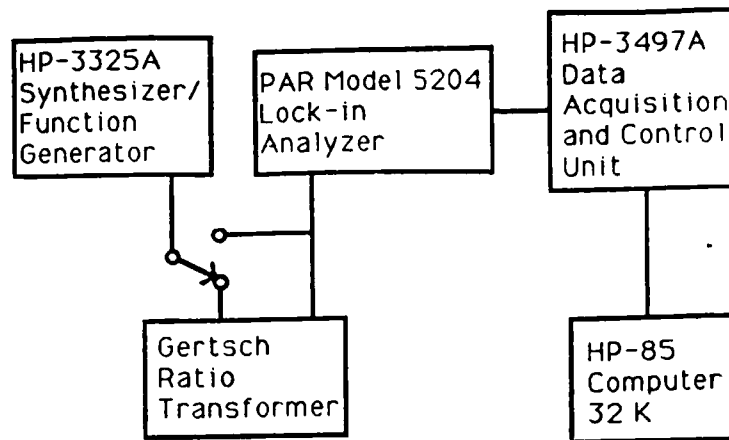 HP-3325A
Synthesizer/
Function
Generator
PAR Model 5204
Lock-in
Analyzer
HP-3497A
Data
Acquisition
and Control
Unit
Gertsch
Ratio
Transformer
HP-85
Computer
32 K